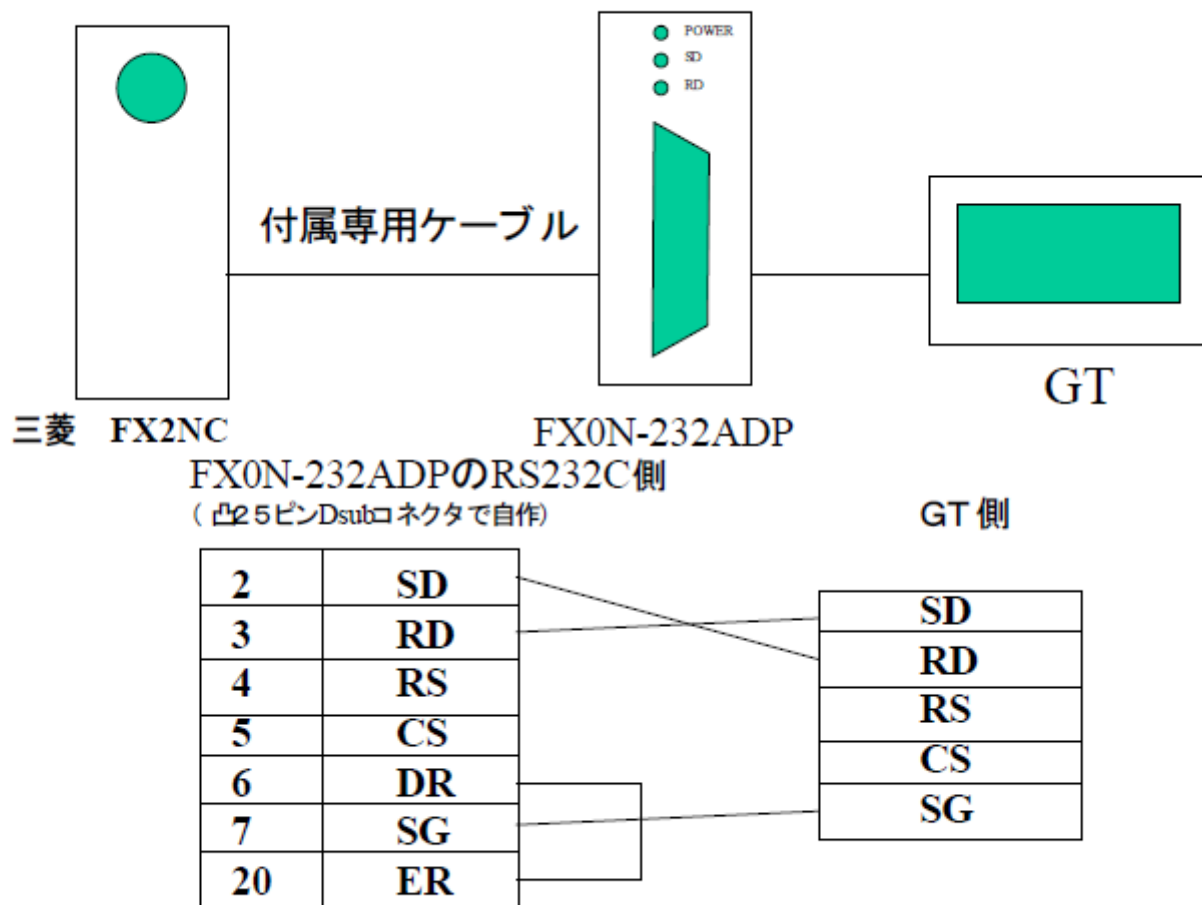 POWER
SD
RD
付属専用ケーブル
GT
三菱 FX2NC
FX0N-232ADP
FX0N-232ADPのRS232C側
( 凸25ピンDsubコネクタで自作)
GT 側
2 SD
3 RD
4 RS
5 CS
6 DR
7 SG
20 ER
SD
RD
RS
CS
SG